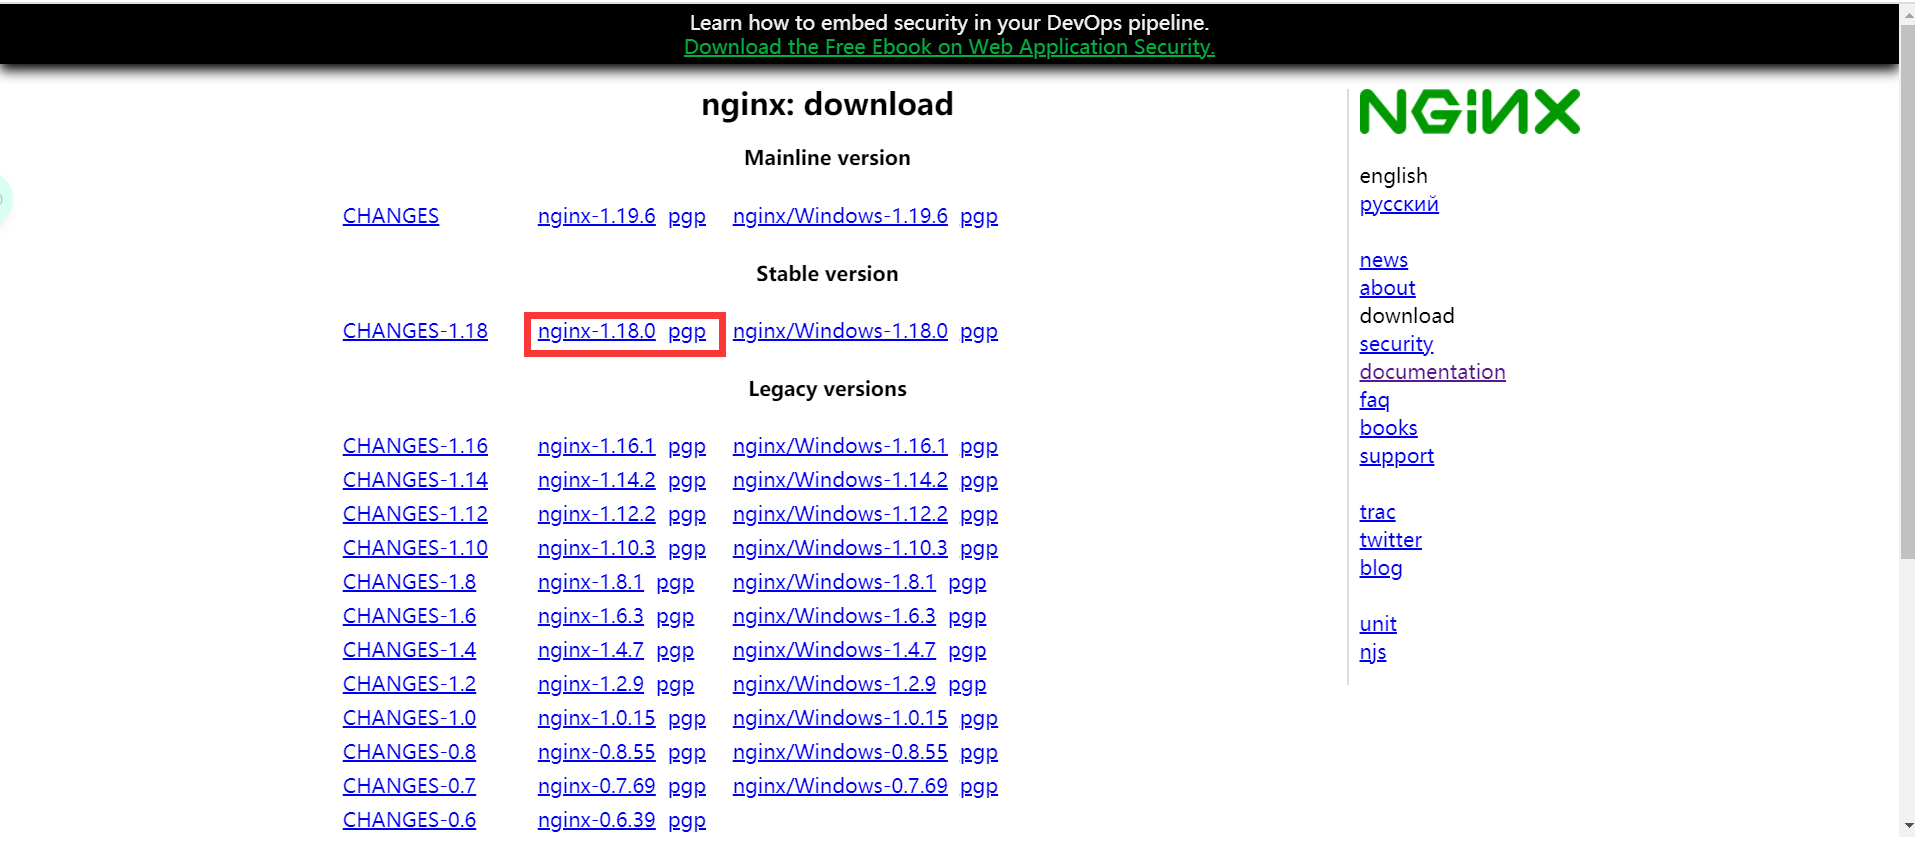 Learn how to embed security in your DevOps pipeline.
Download the Free Ebook on Web Application Security.
nginx: download
Mainline version
CHANGES nginx-1.19.6 pgp nginx/Windows-1.19.6 pgp
Stable version
CHANGES-1.18 nginx-1.18.0 pgp nginx/Windows-1.18.0 pgp
Legacy versions
CHANGES-1.16 nginx-1.16.1 pgp nginx/Windows-1.16.1 pgp
CHANGES-1.14 nginx-1.14.2 pgp nginx/Windows-1.14.2 pgp
CHANGES-1.12 nginx-1.12.2 pgp nginx/Windows-1.12.2 pgp
CHANGES-1.10 nginx-1.10.3 pgp nginx/Windows-1.10.3 pgp
CHANGES-1.8 nginx-1.8.1 pgp nginx/Windows-1.8.1 pgp
CHANGES-1.6 nginx-1.6.3 pgp nginx/Windows-1.6.3 pgp
CHANGES-1.4 nginx-1.4.7 pgp nginx/Windows-1.4.7 pgp
CHANGES-1.2 nginx-1.2.9 pgp nginx/Windows-1.2.9 pgp
CHANGES-1.0 nginx-1.0.15 pgp nginx/Windows-1.0.15 pgp
CHANGES-0.8 nginx-0.8.55 pgp nginx/Windows-0.8.55 pgp
CHANGES-0.7 nginx-0.7.69 pgp nginx/Windows-0.7.69 pgp
CHANGES-0.6 nginx-0.6.39 pgp
NGINX
english
русский
news
about
download
security
documentation
faq
books
support
trac
twitter
blog
unit
njs